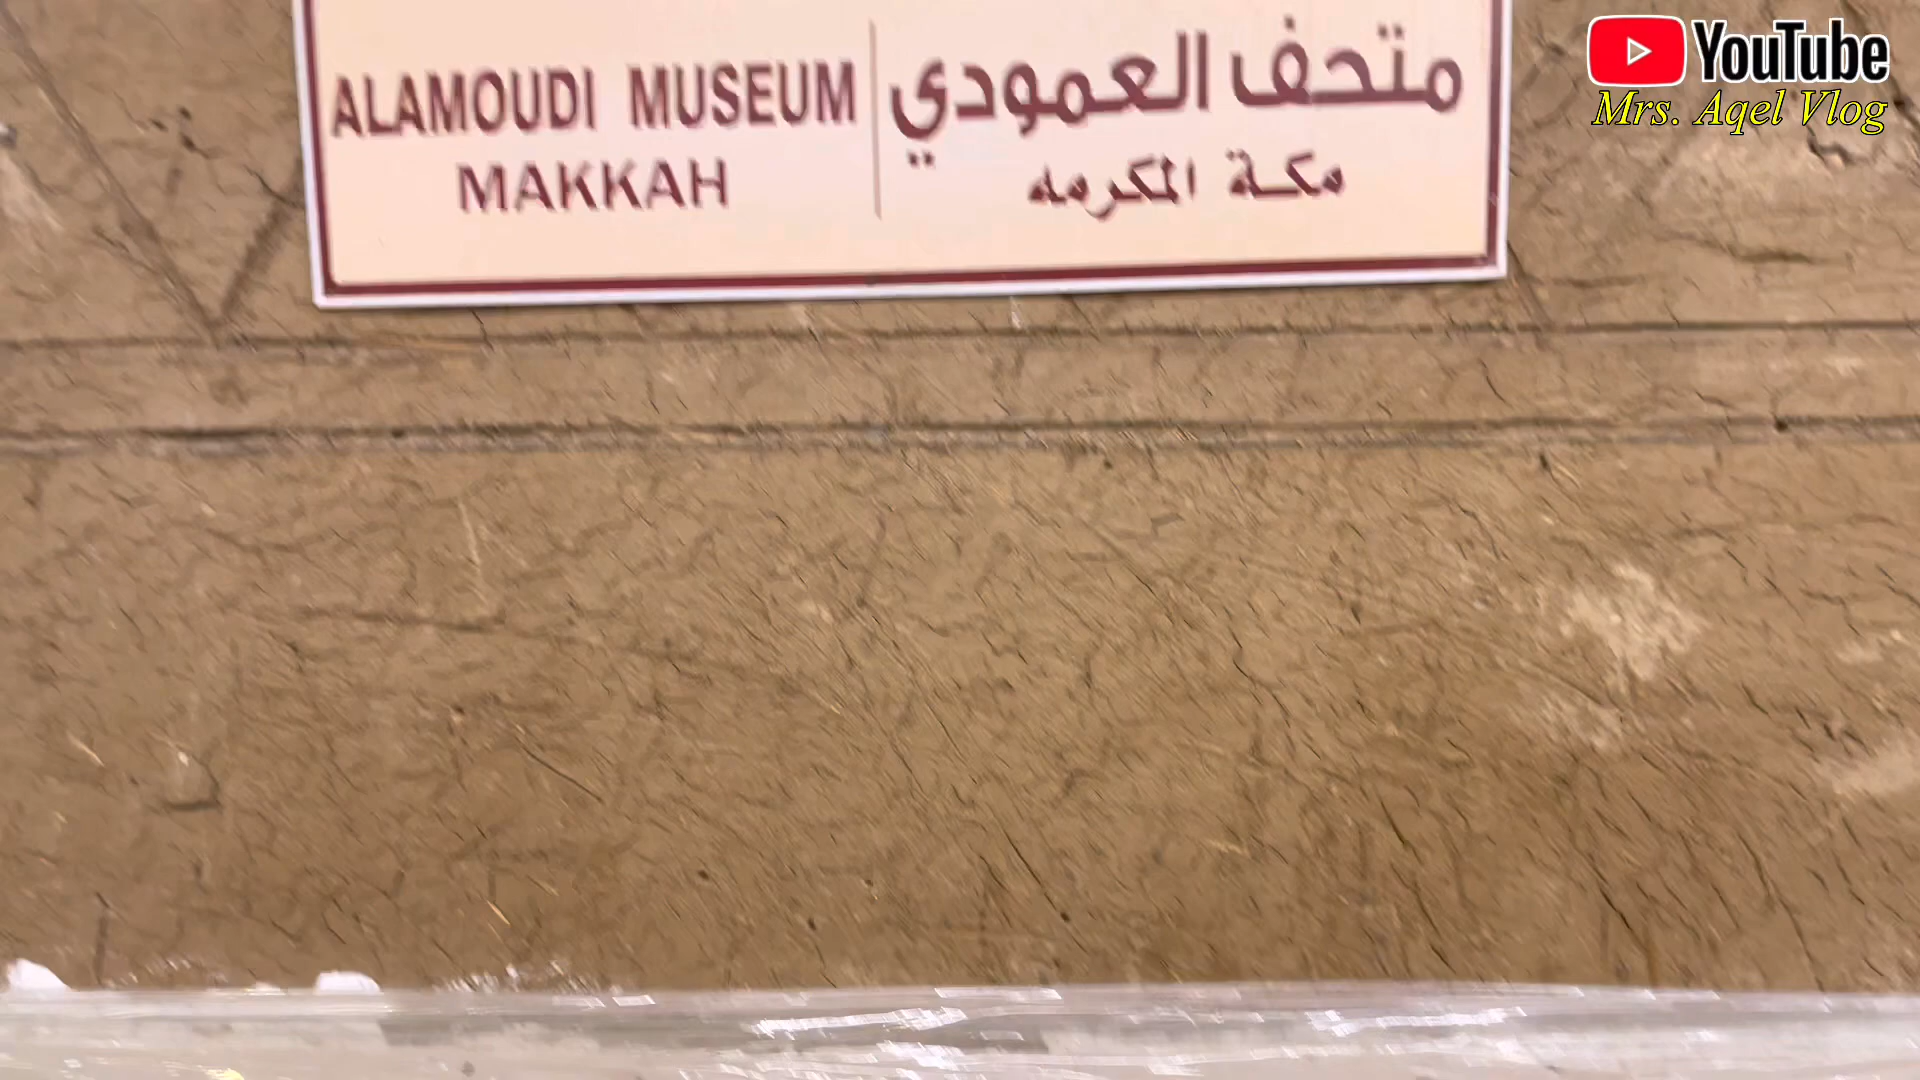 ALAMOUDI MUSEUM
MAKKAH
متحف العمودي
مكة المكرمه
YouTube
Mrs. Aqel Vlog